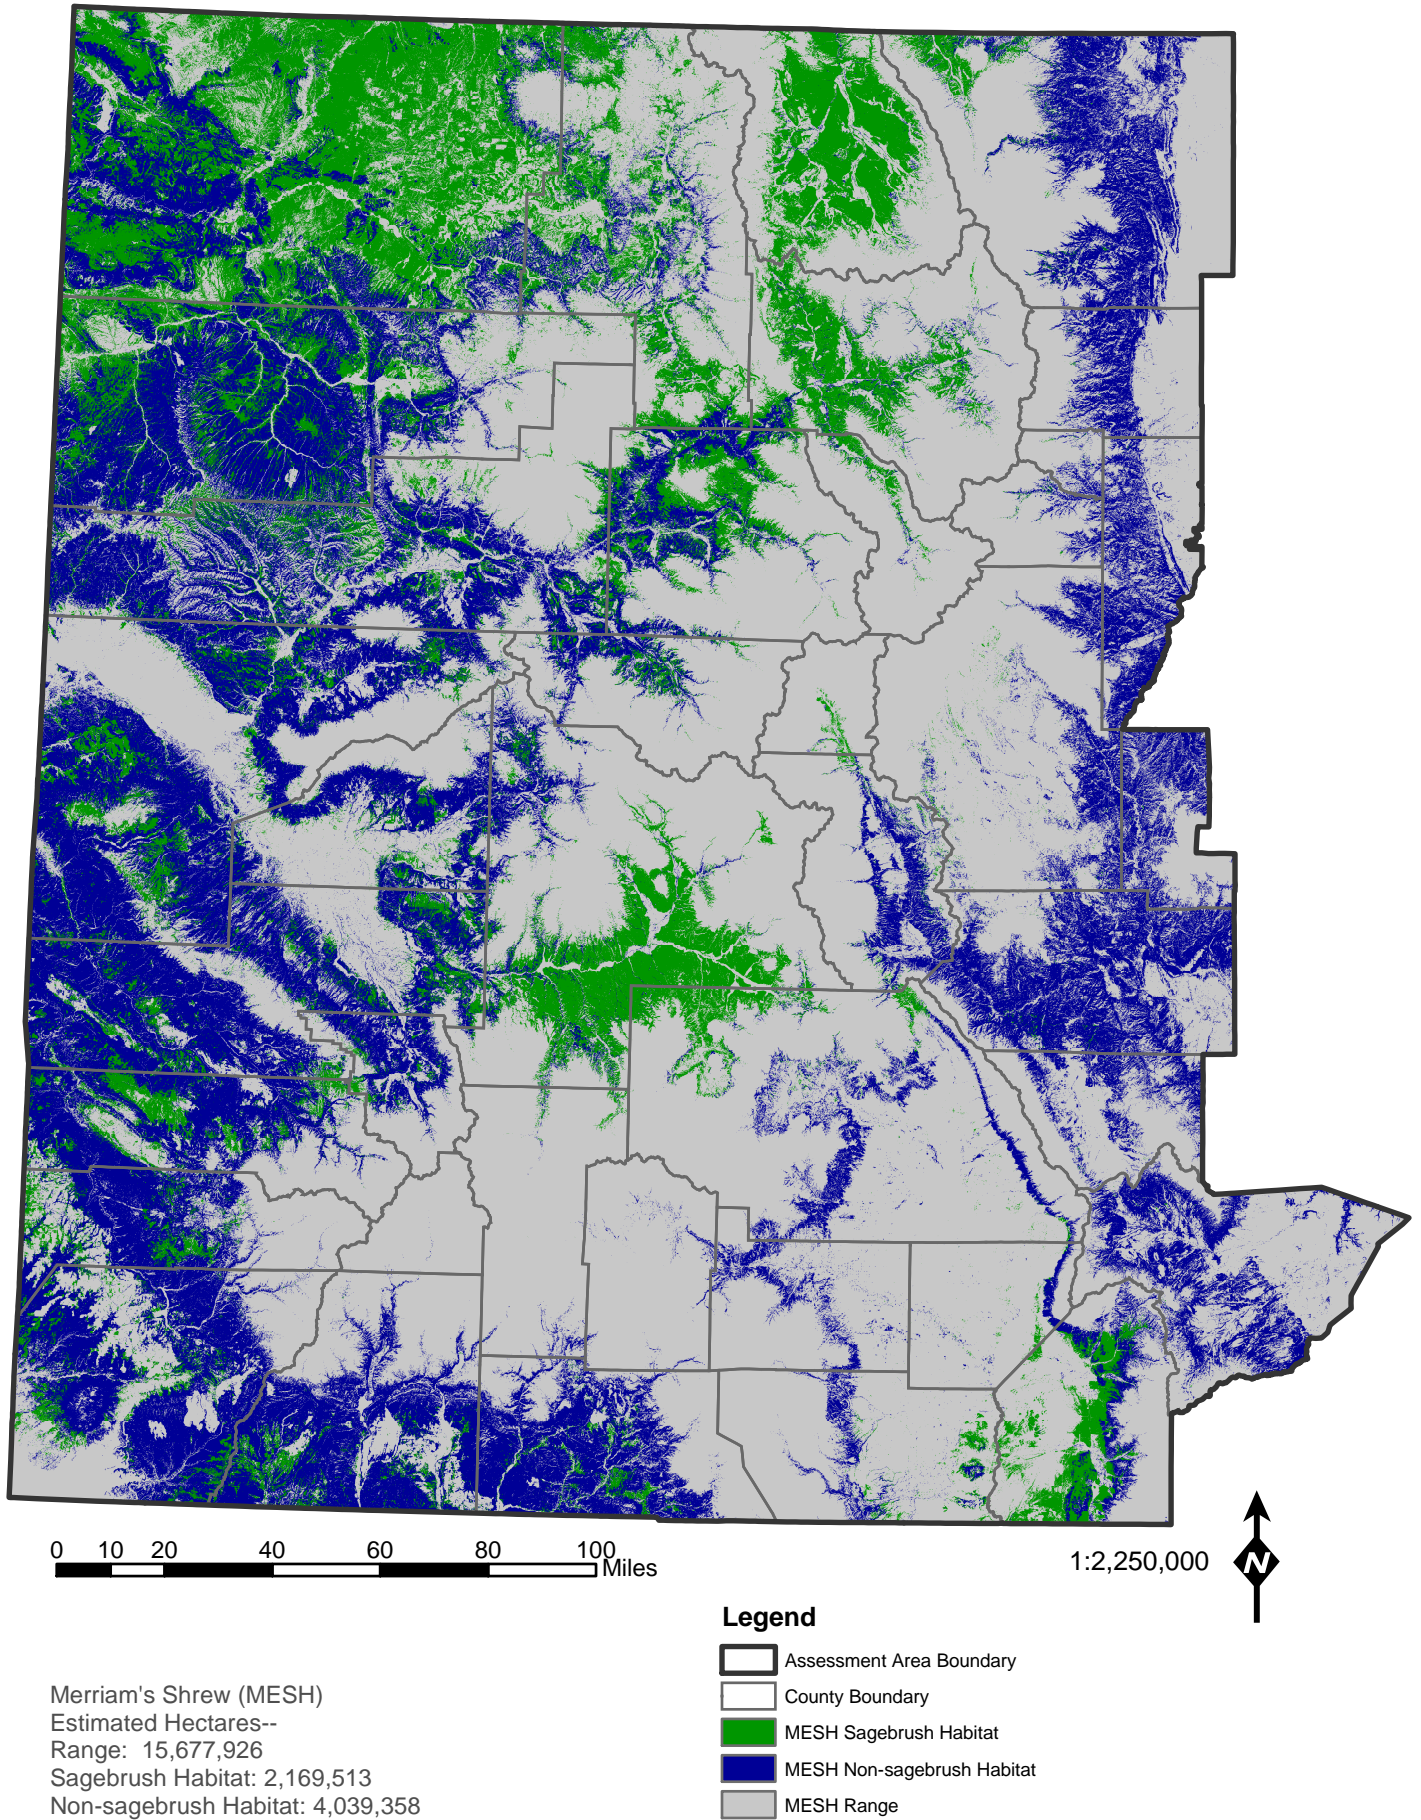 0 10 20 40 60 80 100
Miles
1:2,250,000
N
Legend
Assessment Area Boundary
County Boundary
MESH Sagebrush Habitat
MESH Non-sagebrush Habitat
MESH Range
Merriam's Shrew (MESH)
Estimated Hectares--
Range: 15,677,926
Sagebrush Habitat: 2,169,513
Non-sagebrush Habitat: 4,039,358